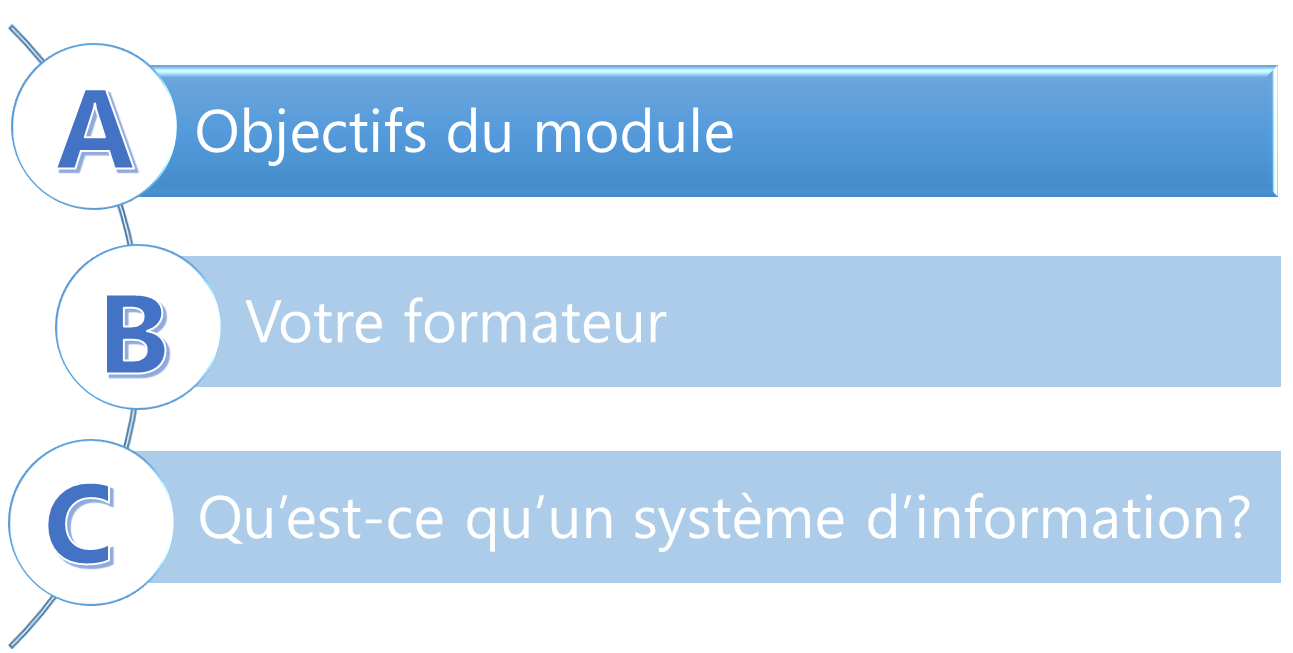 A
Objectifs du module
B
Votre formateur
C
Qu’est-ce qu’un système d’information?